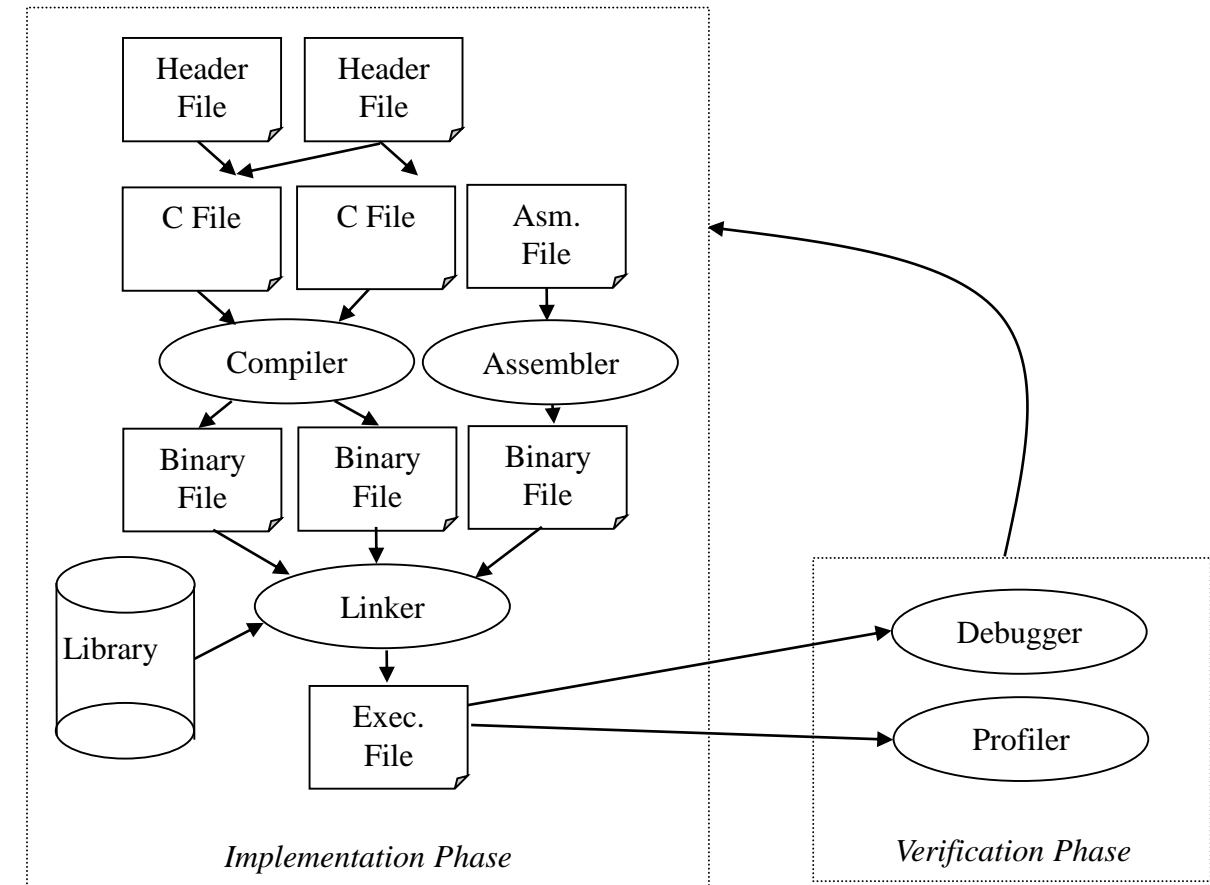 Header
File
Header
File
C File
C File
Asm.
File
Compiler
Assembler
Binary
File
Binary
File
Binary
File
Library
Linker
Exec.
File
Debugger
Profiler
Implementation Phase
Verification Phase